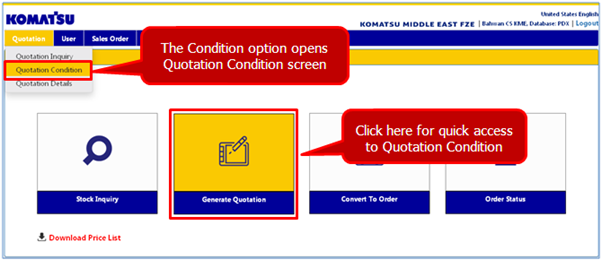 KOMATSU
United States English
KOMATSU MIDDLE EAST FZE | Bahman CS KME, Database: PDX | Logout
Quotation User Sales Order
Quotation Inquiry
Quotation Condition
Quotation Details
The Condition option opens
Quotation Condition screen
Click here for quick access
to Quotation Condition
Stock Inquiry
Generate Quotation
Convert To Order
Order Status
Download Price List